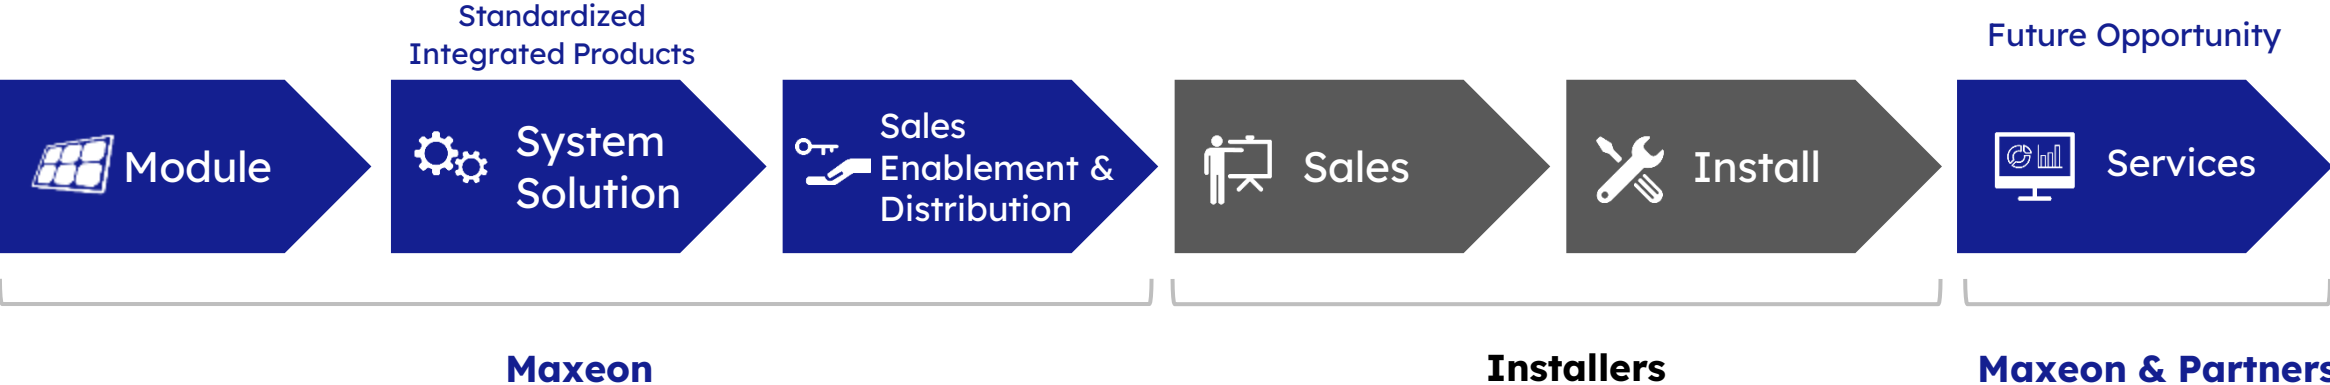 Standardized
Integrated Products
Future Opportunity
Module
System
Solution
Sales
Enablement &
Distribution
Sales
Install
Services
Maxeon
Installers
Maxeon & Partners